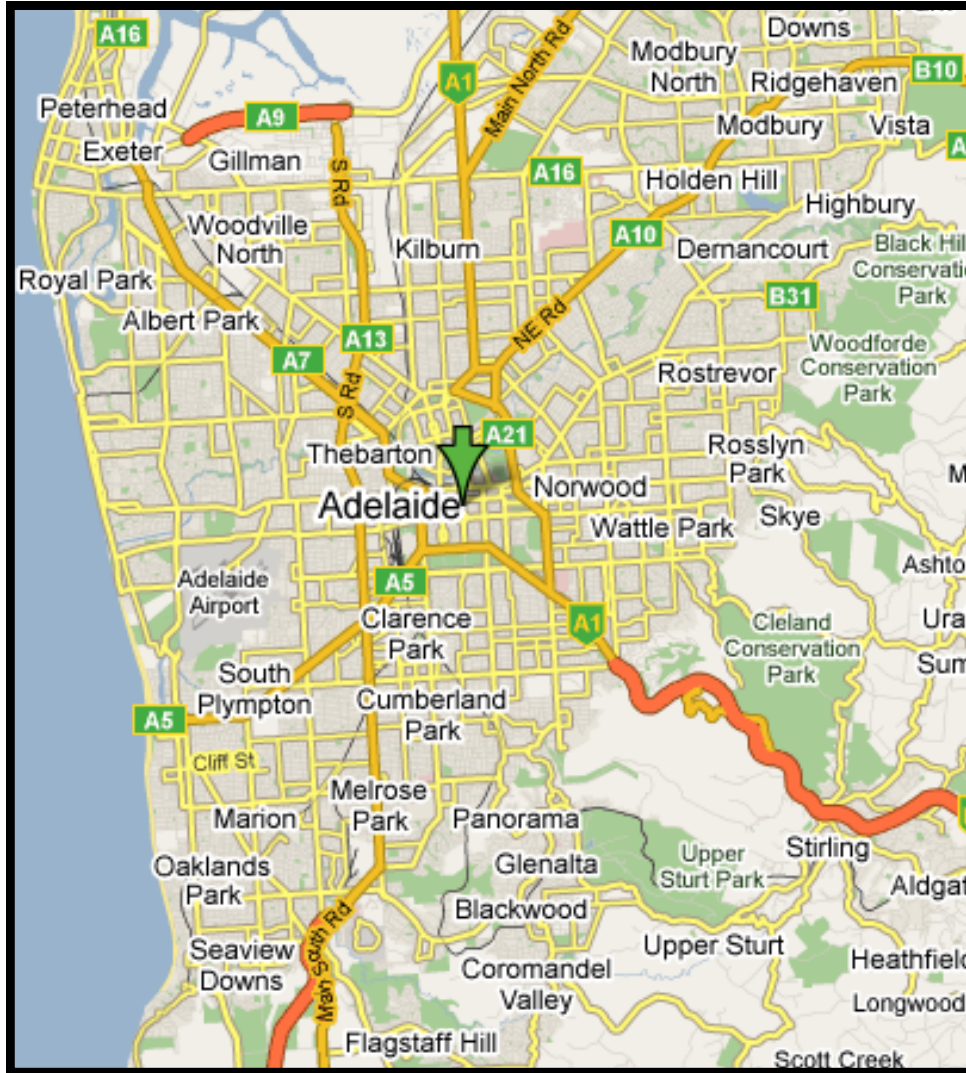 A16
Downs
Main North Rd
Modbury
North
A1
Ridgehaven
B10
Peterhead
A9
Modbury
Vista
Exeter
Gillman
S Rd
A16
Holden Hill
Highbury
Woodville
North
Kilburn
A10
Dernancourt
Royal Park
B31
Albert Park
A13
NE Rd
Woodforde
Conservation
Park
A7
Rostrevor
S Rd
A21
Thebarton
Rosslyn
Park
Adelaide
Norwood
Skye
Wattle Park
Adelaide
Airport
A5
Clarence
Park
A1
Cleland
Conservation
Park
South
Plympton
Cumberland
Park
A5
Cliff St
Melrose
Park
Marion
Panorama
Oaklands
Park
Glenalta
Upper
Sturt Park
Stirling
Blackwood
Main South Rd
Seaview
Downs
Upper Sturt
Coromandel
Valley
Longwood
Flagstaff Hill
Scott Creek